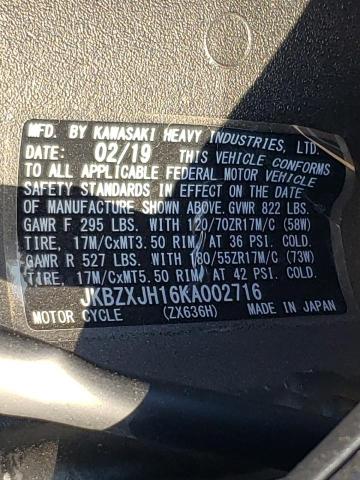 MFD. BY KAWASAKI HEAVY INDUSTRIES, LTD.
DATE: 02/19 THIS VEHICLE CONFORMS
TO ALL APPLICABLE FEDERAL MOTOR VEHICLE
SAFETY STANDARDS IN EFFECT ON THE DATE
OF MANUFACTURE SHOWN ABOVE. GVWR 822 LBS.
GAWR F 295 LBS. WITH 120/70ZR17M/C (58W)
TIRE, 17M/CxMT3.50 RIM, AT 36 PSI. COLD.
GAWR R 527 LBS. WITH 180/55ZR17M/C (73W)
TIRE, 17M/CxMT5.50 RIM, AT 42 PSI. COLD.
JKBZXJH16KA002716
MOTOR CYCLE (ZX636H) MADE IN JAPAN